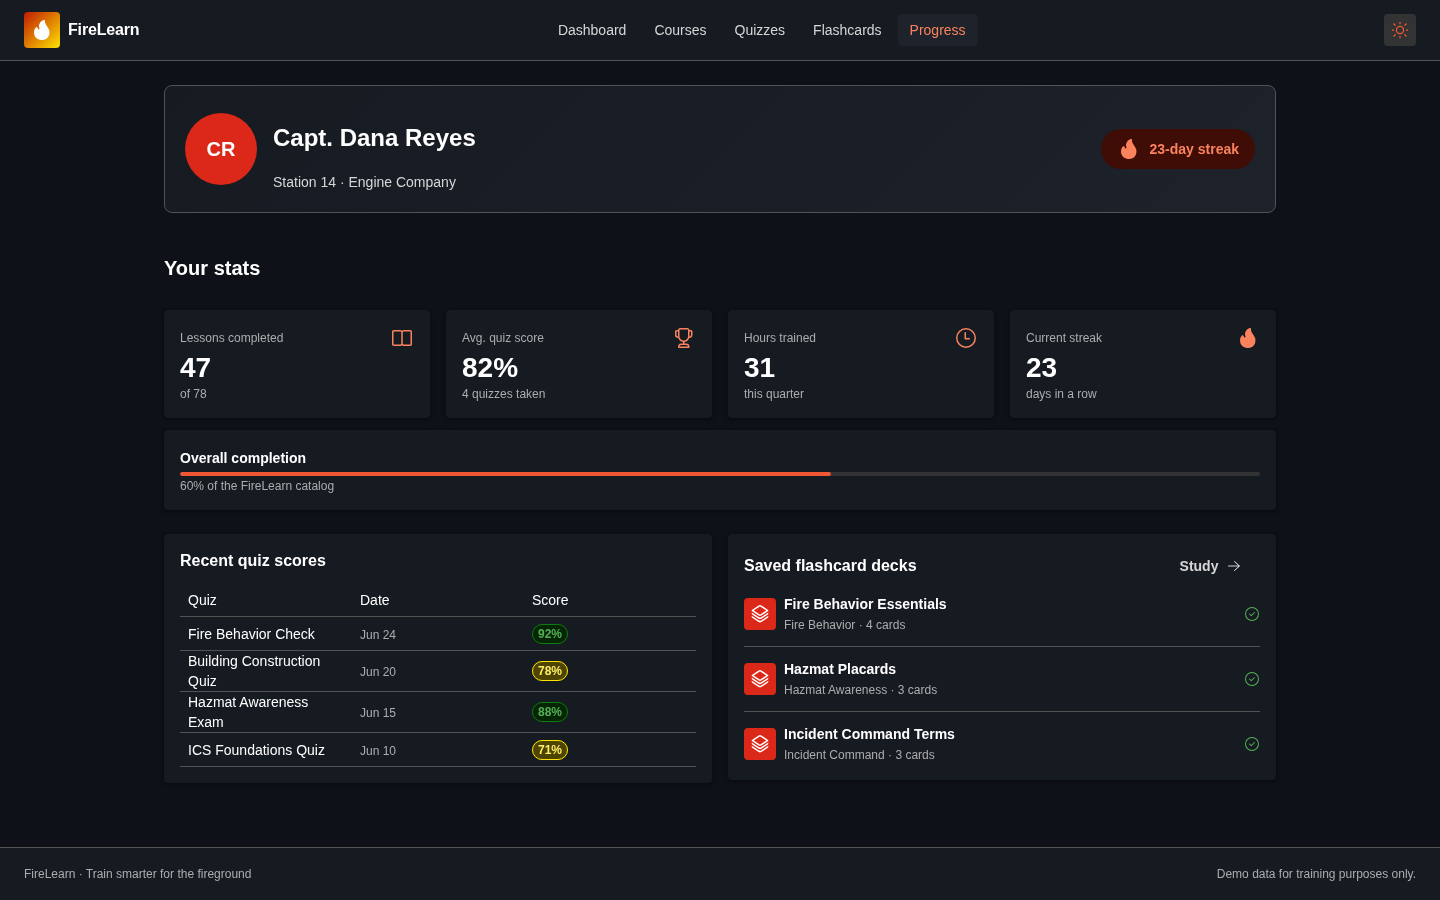 FireLearn
Dashboard
Courses
Quizzes
Flashcards
Progress
CR
Capt. Dana Reyes
Station 14 · Engine Company
23-day streak
Your stats
Lessons completed
47
of 78
Avg. quiz score
82%
4 quizzes taken
Hours trained
31
this quarter
Current streak
23
days in a row
Overall completion
60% of the FireLearn catalog
Recent quiz scores
Quiz Date Score
Fire Behavior Check Jun 24 92%
Building Construction
Quiz Jun 20 78%
Hazmat Awareness
Exam Jun 15 88%
ICS Foundations Quiz Jun 10 71%
Saved flashcard decks
Study
Fire Behavior Essentials
Fire Behavior · 4 cards
Hazmat Placards
Hazmat Awareness · 3 cards
Incident Command Terms
Incident Command · 3 cards
FireLearn · Train smarter for the fireground
Demo data for training purposes only.